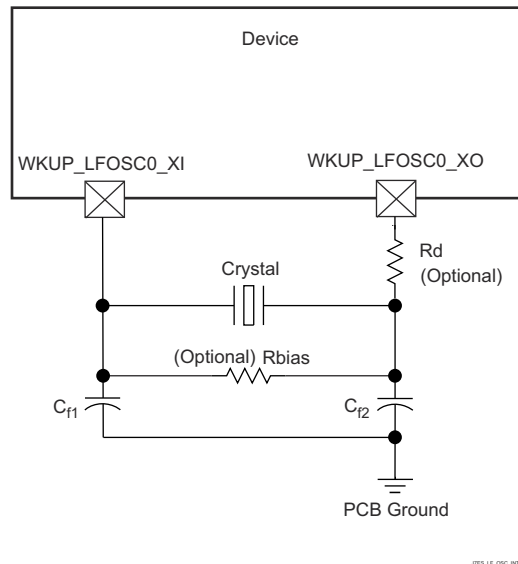 Device
WKUP_LFOSC0_XI
WKUP_LFOSC0_XO
Rd
(Optional)
Crystal
(Optional) Rbias
Cf1
Cf2
PCB Ground